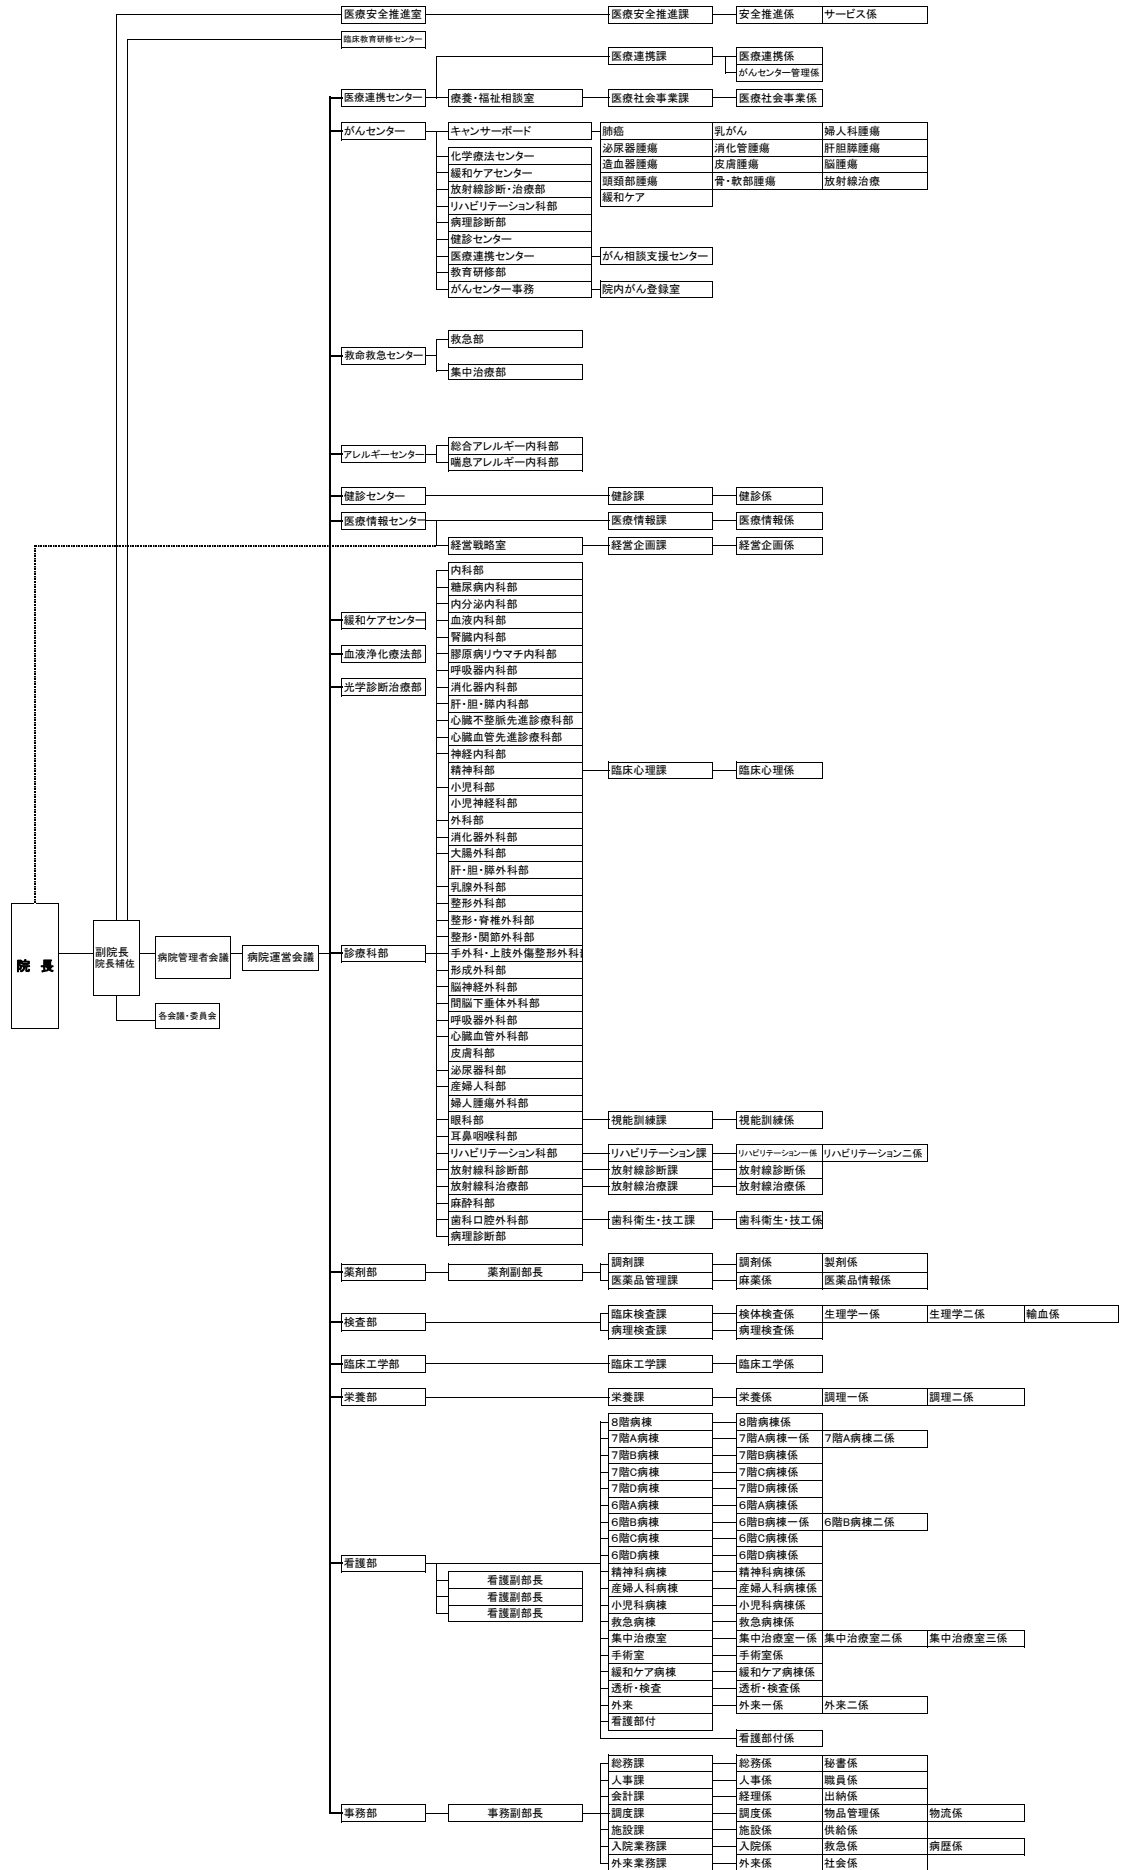 医療安全推進室 医療安全推進課 安全推進係 サービス係
臨床教育研修センター
医療連携課 医療連携係
がんセンター管理係
医療連携センター 療養・福祉相談室 医療社会事業課 医療社会事業係
がんセンター キャンサーボード 肺癌 乳がん 婦人科腫瘍
泌尿器腫瘍 消化管腫瘍 肝胆膵腫瘍
化学療法センター
造血器腫瘍 皮膚腫瘍 脳腫瘍
緩和ケアセンター
頭頚部腫瘍 骨・軟部腫瘍 放射線治療
放射線診断・治療部
緩和ケア
リハビリテーション科部
病理診断部
健診センター
医療連携センター がん相談支援センター
教育研修部
がんセンター事務 院内がん登録室
救急部
救命救急センター
集中治療部
総合アレルギー内科部
アレルギーセンター
喘息アレルギー内科部
健診センター 健診課 健診係
医療情報センター 医療情報課 医療情報係
経営戦略室 経営企画課 経営企画係
内科部
糖尿病内科部
内分泌内科部
緩和ケアセンター 血液内科部
腎臓内科部
血液浄化療法部 膠原病リウマチ内科部
呼吸器内科部
光学診断治療部 消化器内科部
肝・胆・膵内科部
心臓不整脈先進診療科部
心臓血管先進診療科部
神経内科部
精神科部 臨床心理課 臨床心理係
小児科部
小児神経科部
外科部
消化器外科部
大腸外科部
肝・胆・膵外科部
乳腺外科部
整形外科部
整形・脊椎外科部
整形・関節外科部
院 長 副院長 院長補佐 病院管理者会議 病院運営会議 診療科部 手外科・上肢外傷整形外科
形成外科部
脳神経外科部
間脳下垂体外科部
各会議・委員会 呼吸器外科部
心臓血管外科部
皮膚科部
泌尿器科部
産婦人科部
婦人腫瘍外科部
眼科部 視能訓練課 視能訓練係
耳鼻咽喉科部
リハビリテーション科部 リハビリテーション課 リハビリテーション一係 リハビリテーション二係
放射線科診断部 放射線診断課 放射線診断係
放射線科治療部 放射線治療課 放射線治療係
麻酔科部
歯科口腔外科部 歯科衛生・技工課 歯科衛生・技工係
病理診断部
調剤課 調剤係 製剤係
薬剤部 薬剤副部長
医薬品管理課 麻薬係 医薬品情報係
臨床検査課 検体検査係 生理学一係 生理学二係 輸血係
検査部
病理検査課 病理検査係
臨床工学部 臨床工学課 臨床工学係
栄養部 栄養課 栄養係 調理一係 調理二係
8階病棟 8階病棟係
7階A病棟 7階A病棟一係 7階A病棟二係
7階B病棟 7階B病棟係
7階C病棟 7階C病棟係
7階D病棟 7階D病棟係
6階A病棟 6階A病棟係
6階B病棟 6階B病棟一係 6階B病棟二係
6階C病棟 6階C病棟係
6階D病棟 6階D病棟係
看護部
精神科病棟 精神科病棟係
看護副部長 産婦人科病棟 産婦人科病棟係
看護副部長 小児科病棟 小児科病棟係
看護副部長 救急病棟 救急病棟係
集中治療室 集中治療室一係 集中治療室二係 集中治療室三係
手術室 手術室係
緩和ケア病棟 緩和ケア病棟係
透析・検査 透析・検査係
外来 外来一係 外来二係
看護部付
看護部付係
総務課 総務係 秘書係
人事課 人事係 職員係
会計課 経理係 出納係
事務部 事務副部長 調度課 調度係 物品管理係 物流係
施設課 施設係 供給係
入院業務課 入院係 救急係 病歴係
外来業務課 外来係 社会係